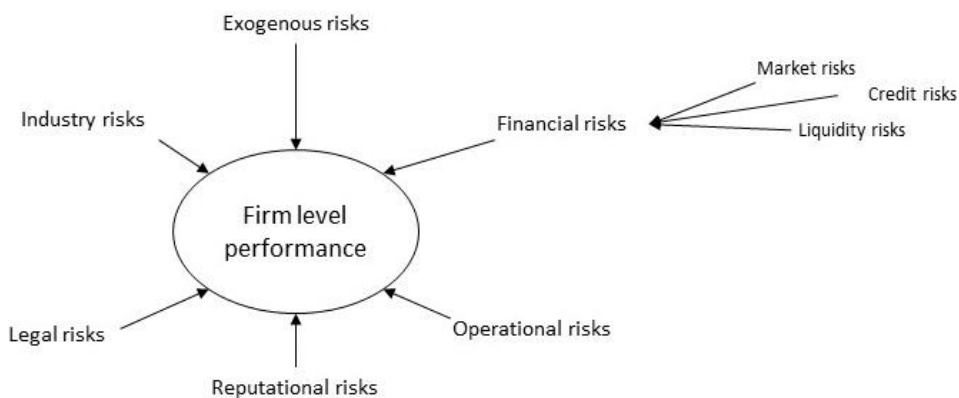 Exogenous risks
Market risks
Credit risks
Industry risks
Financial risks
Liquidity risks
Firm level
performance
Legal risks
Operational risks
Reputational risks